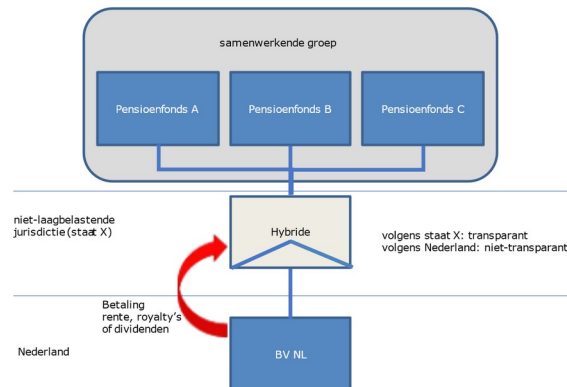 samenwerkende groep
Pensioenfonds A
Pensioenfonds B
Pensioenfonds C
niet-laagbelastende
jurisdictie (staat X)
Hybride
volgens staat X: transparant
volgens Nederland: niet-transparant
Betaling
rente, royalty's
of dividenden
Nederland
BV NL